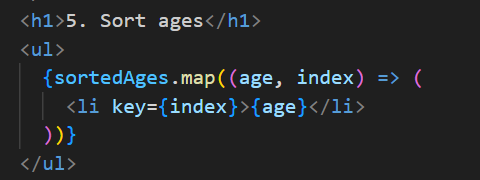 <h1>5. Sort ages</h1>
<ul>
  {sortedAges.map((age, index) => (
    <li key={index}>{age}</li>
  ))}
</ul>